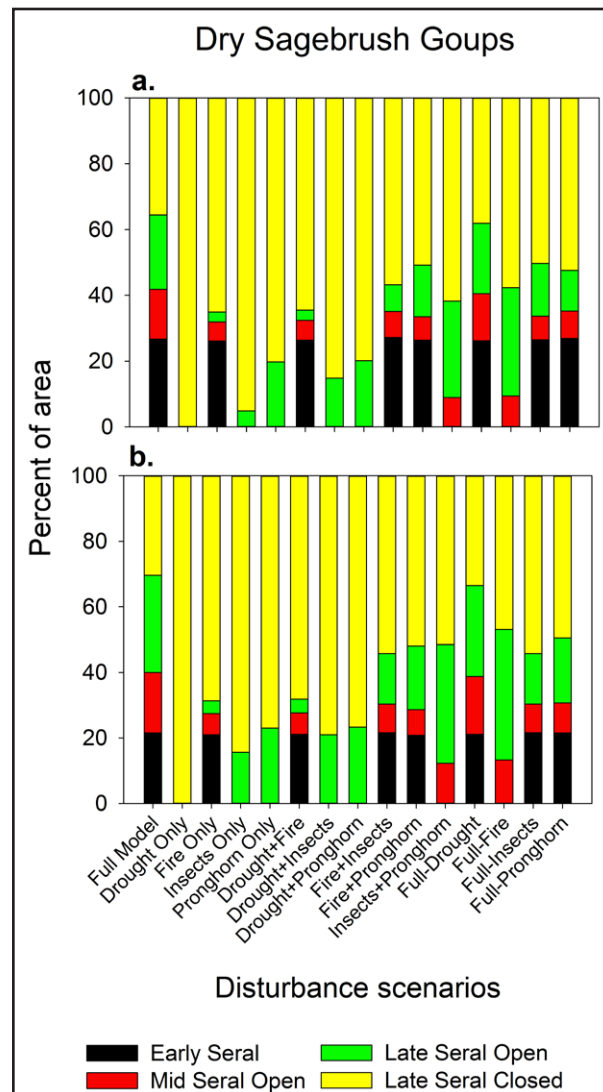 Dry Sagebrush Goups
a.
100
80
60
40
20
0
b.
100
80
60
40
20
0
Percent of area
Full Model
Drought Only
Fire Only
Insects Only
Pronghorn Only
Drought+Fire
Drought+Insects
Drought+Pronghorn
Fire+Insects
Fire+Pronghorn
Insects+Pronghorn
Full-Drought
Full-Fire
Full-Insects
Full-Pronghorn
Disturbance scenarios
Early Seral
Late Seral Open
Mid Seral Open
Late Seral Closed